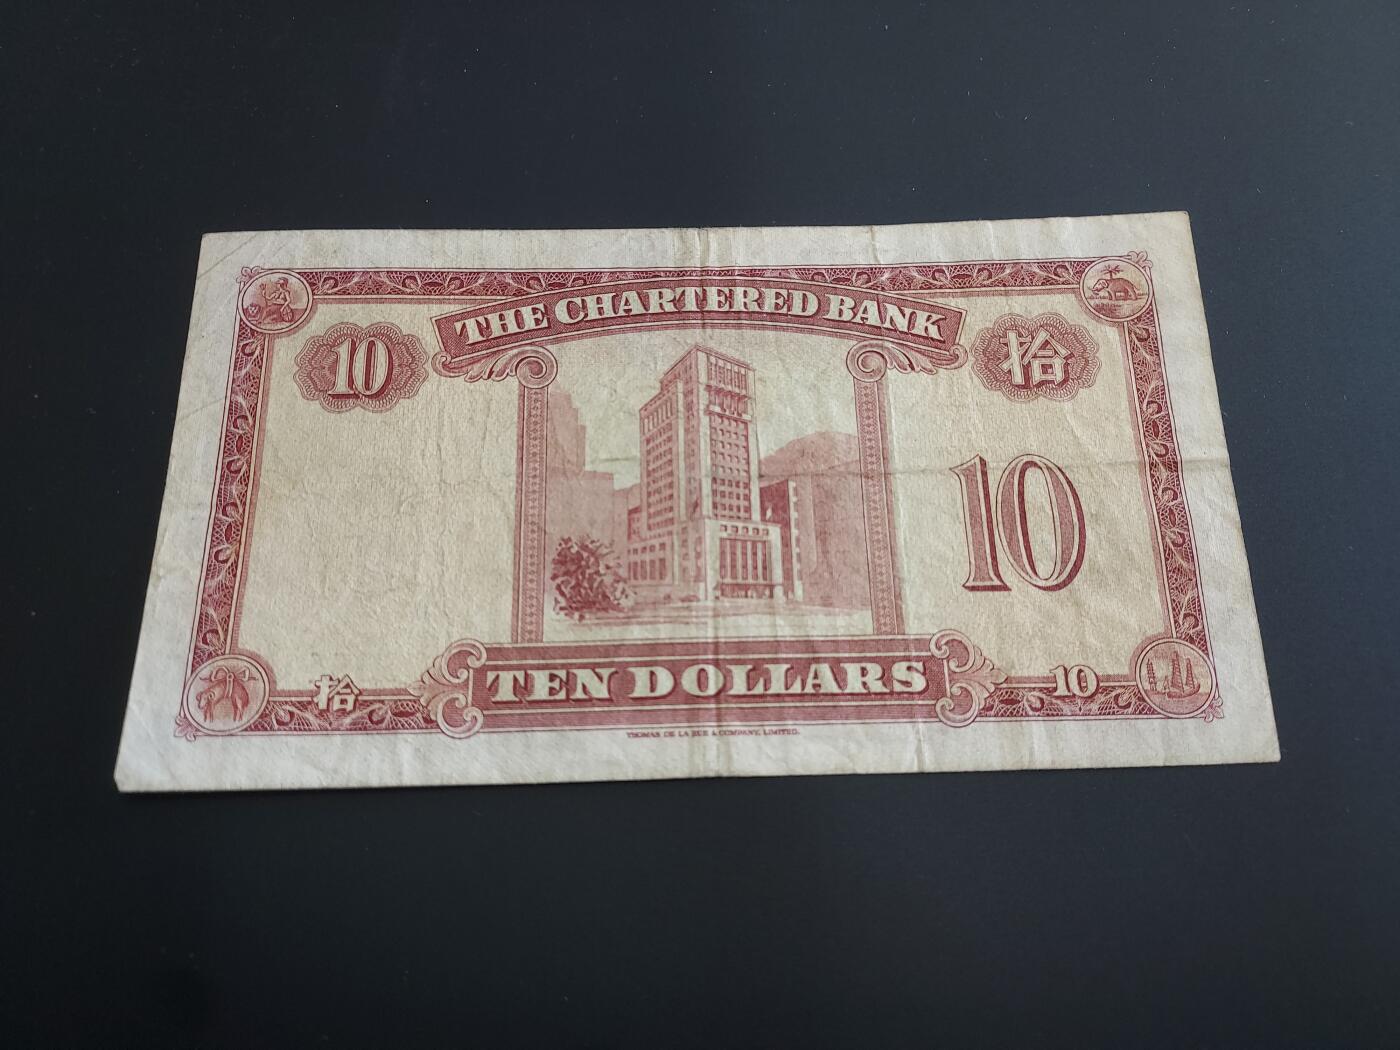 THE CHARTERED BANK
10
拾
10
TEN DOLLARS
拾
10
THOMAS DE LA RUE & COMPANY, LIMITED.